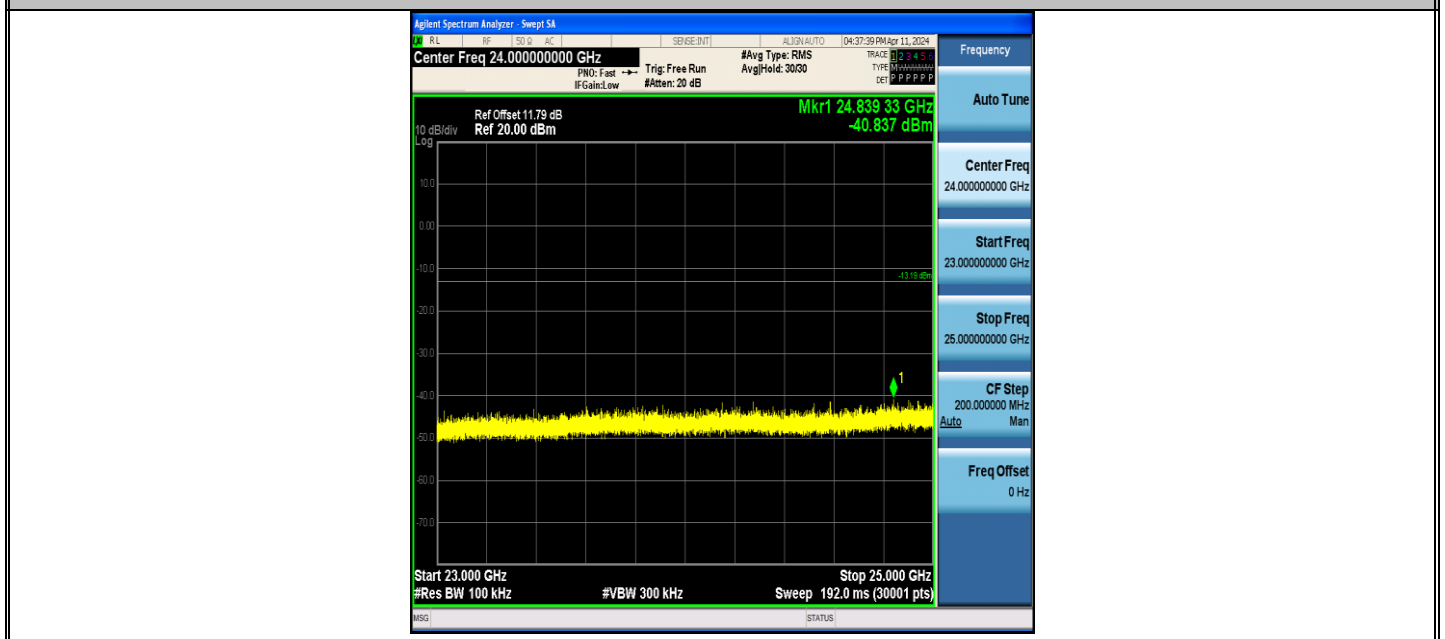 Agilent Spectrum Analyzer - Swept SA
RL RF 50 Ω AC SENSE:INT ALIGN AUTO 04:37:39 PM Apr 11, 2024
Center Freq 24.000000000 GHz
PNO: Fast
IFGain:Low
Trig: Free Run
#Atten: 20 dB
#Avg Type: RMS
Avg|Hold: 30/30
TRACE 1 2 3 4 5 6
TYPE
DET P P P P P P
Mkr1 24.839 33 GHz
-40.837 dBm
Ref Offset 11.79 dB
10 dB/div Ref 20.00 dBm
Log
10.0
0.00
-10.0
-13.19 dBm
-20.0
-30.0
1
-40.0
-50.0
-60.0
-70.0
Start 23.000 GHz Stop 25.000 GHz
#Res BW 100 kHz #VBW 300 kHz Sweep 192.0 ms (30001 pts)
MSG STATUS
Frequency
Auto Tune
Center Freq
24.000000000 GHz
Start Freq
23.000000000 GHz
Stop Freq
25.000000000 GHz
CF Step
200.000000 MHz
Auto Man
Freq Offset
0 Hz